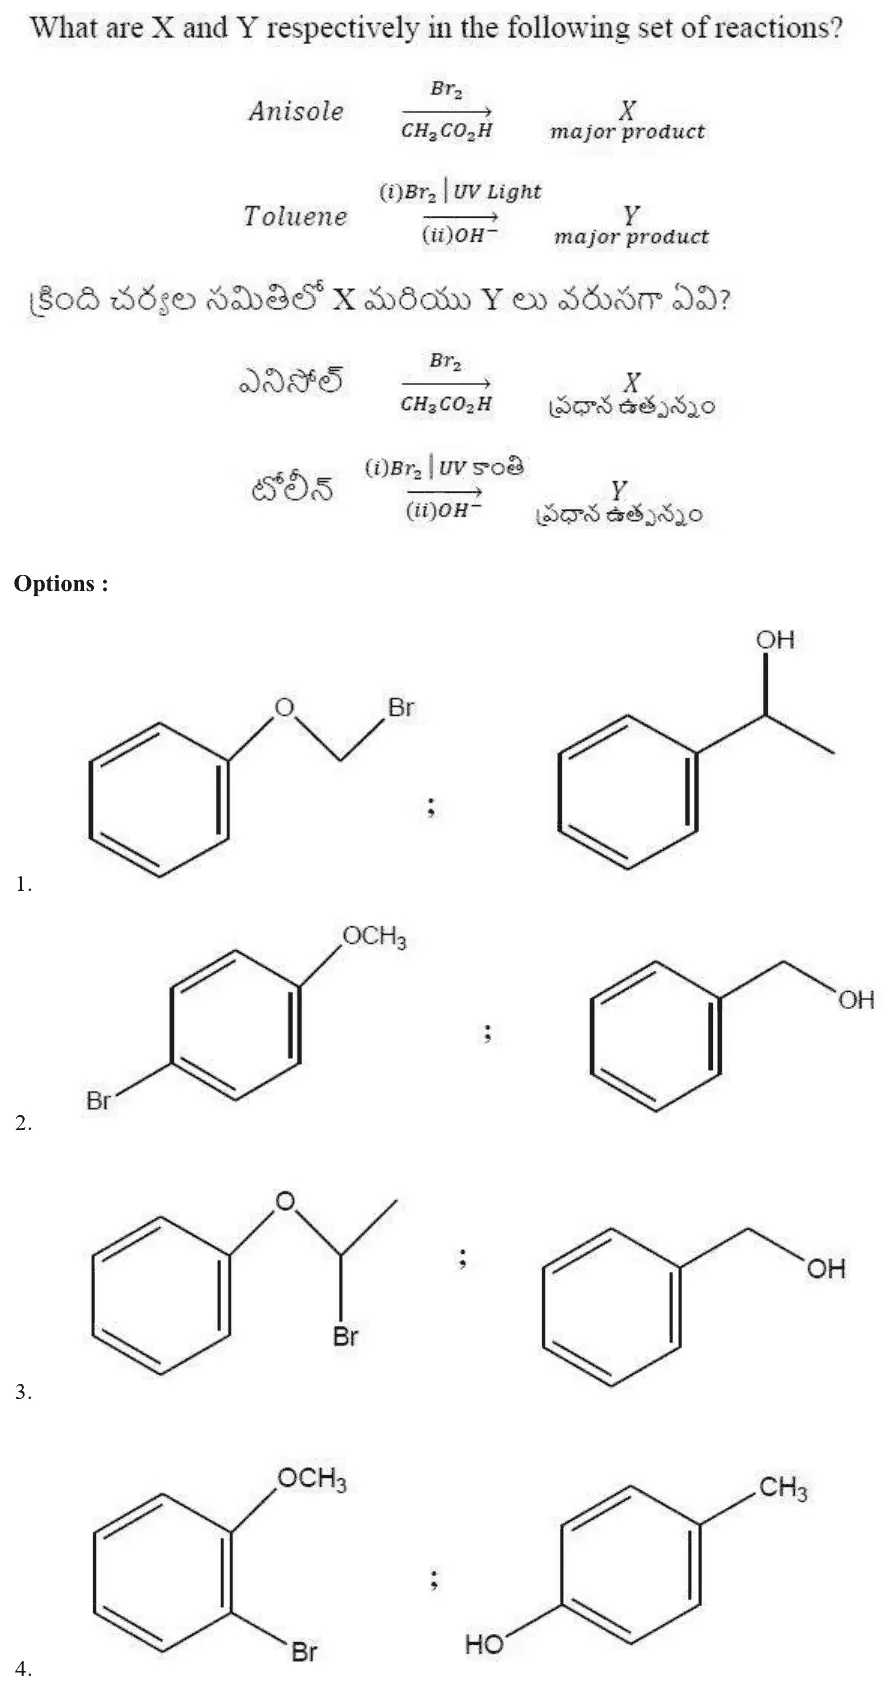 What are X and Y respectively in the following set of reactions?
Anisole Br₂ X
CH₃CO₂H major product
Toluene (i)Br₂ | UV Light Y
(ii)OH⁻ major product
క్రింది చర్యల సమితిలో X మరియు Y లు వరుసగా ఏవి?
ఎనిసోల్ Br₂ X
CH₃CO₂H ప్రధాన ఉత్పన్నం
టోలీన్ (i)Br₂ | UV కాంతి Y
(ii)OH⁻ ప్రధాన ఉత్పన్నం
Options :
O Br ; OH
1.
OCH₃ Br ; OH
2.
O Br ; OH
3.
OCH₃ Br ; CH₃ HO
4.